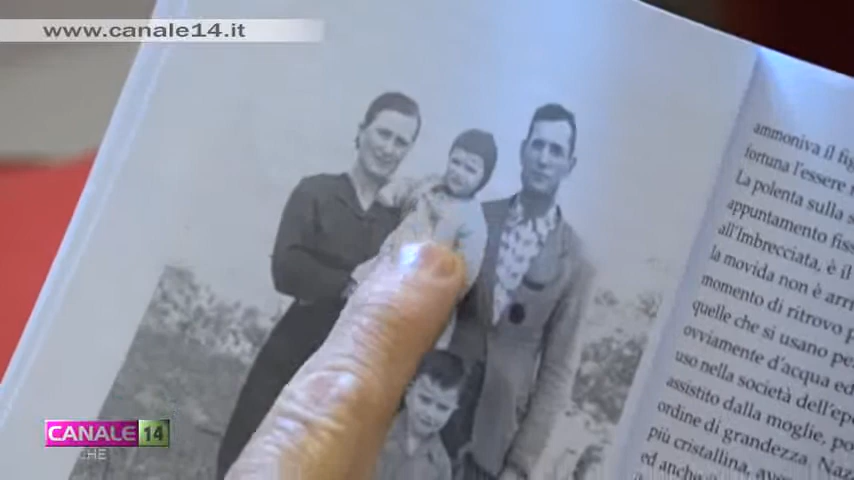 www.canale14.it
ammoniva il fig
fortuna l'essere
La polenta sulla s
appuntamento fiss
all'Imbrecciata, è il
la movida non è arri
momento di ritrovo p
quelle che si usano pe
ovviamente d'acqua ed
uso nella società dell'ep
assistito dalla moglie, po
ordine di grandezza. Naz
più cristallina, ave
ed anche
CANALE 14
CHE